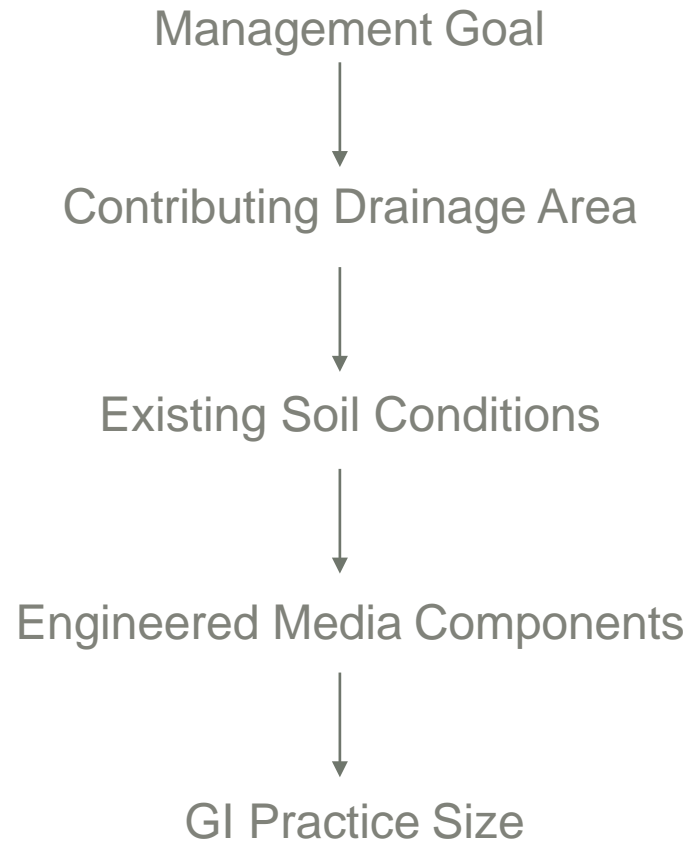 Management Goal
Contributing Drainage Area
Existing Soil Conditions
Engineered Media Components
GI Practice Size